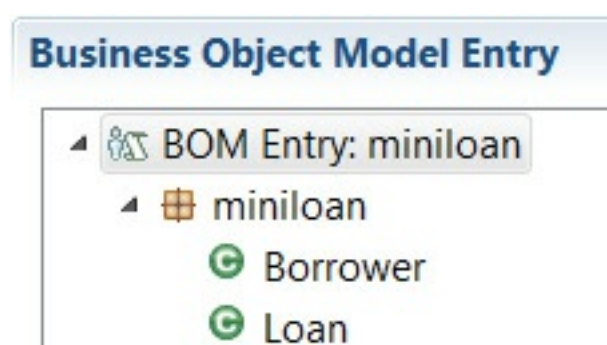 Business Object Model Entry
BOM Entry: miniloan
miniloan
Borrower
Loan